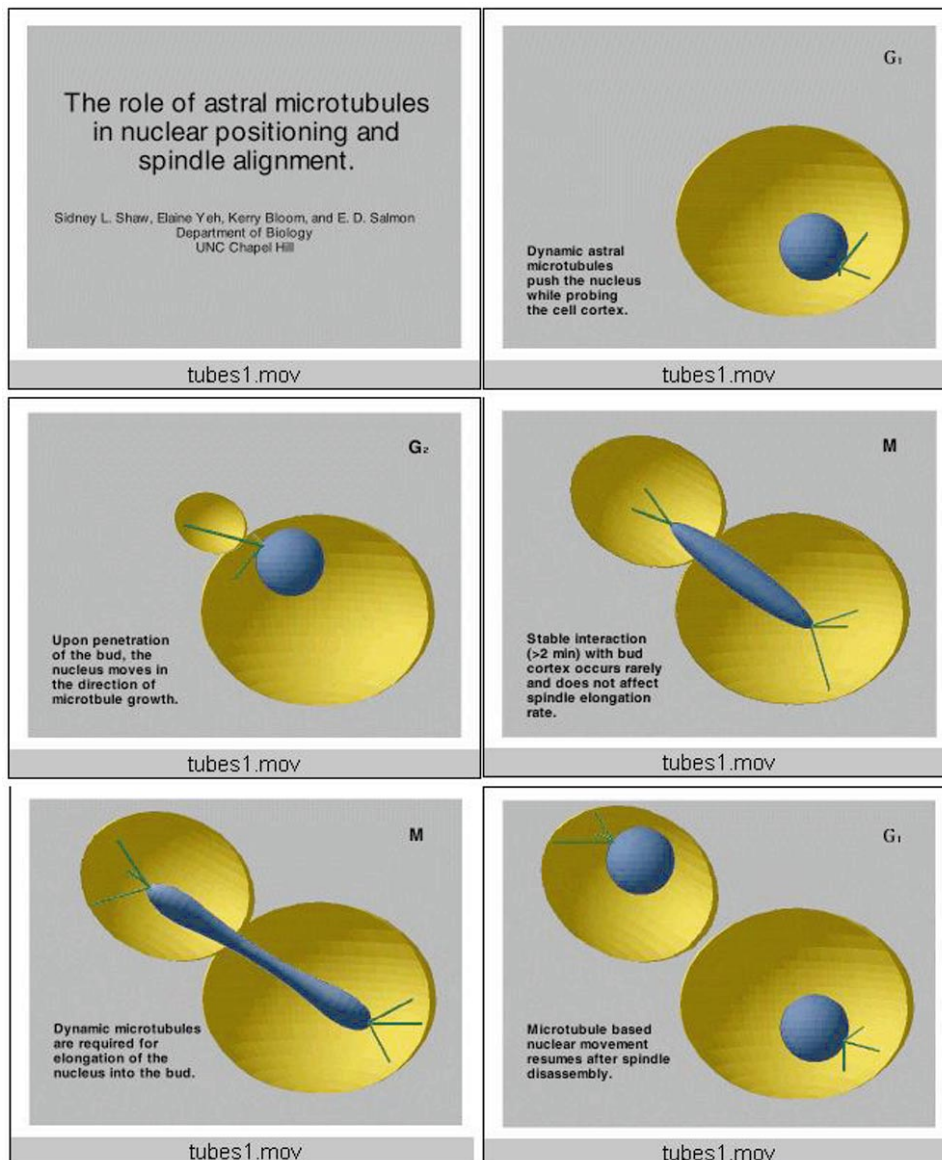 The role of astral microtubules
in nuclear positioning and
spindle alignment.
Sidney L. Shaw, Elaine Yeh, Kerry Bloom, and E. D. Salmon
Department of Biology
UNC Chapel Hill
tubes1.mov
G₁
Dynamic astral
microtubules
push the nucleus
while probing
the cell cortex.
tubes1.mov
G₂
Upon penetration
of the bud, the
nucleus moves in
the direction of
microtbule growth.
tubes1.mov
M
Stable interaction
(>2 min) with bud
cortex occurs rarely
and does not affect
spindle elongation
rate.
tubes1.mov
M
Dynamic microtubules
are required for
elongation of the
nucleus into the bud.
tubes1.mov
G₁
Microtubule based
nuclear movement
resumes after spindle
disassembly.
tubes1.mov